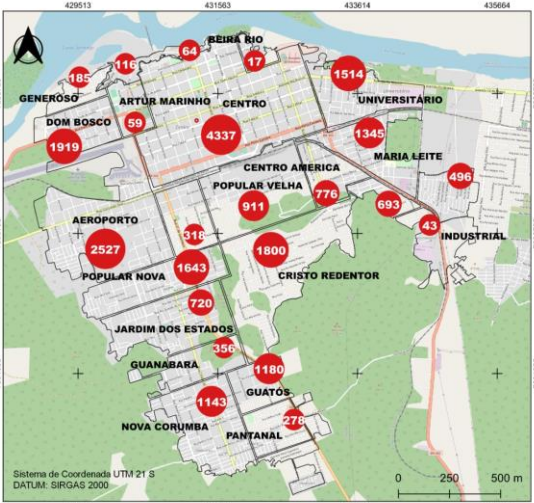 429513 431563 433614 435664
BEIRA RIO
64
17
116
1514
185
GENEROSO
ARTUR MARINHO
CENTRO
UNIVERSITÁRIO
DOM BOSCO
59
4337
1345
1919
MARIA LEITE
CENTRO AMERICA
496
POPULAR VELHA
776
911
693
AEROPORTO
43
318
INDUSTRIAL
2527
1800
1643
POPULAR NOVA
CRISTO REDENTOR
720
JARDIM DOS ESTADOS
356
GUANABARA
1180
GUATÓS
1143
278
NOVA CORUMBA
PANTANAL
Sistema de Coordenada UTM 21 S
DATUM: SIRGAS 2000
0 250 500 m